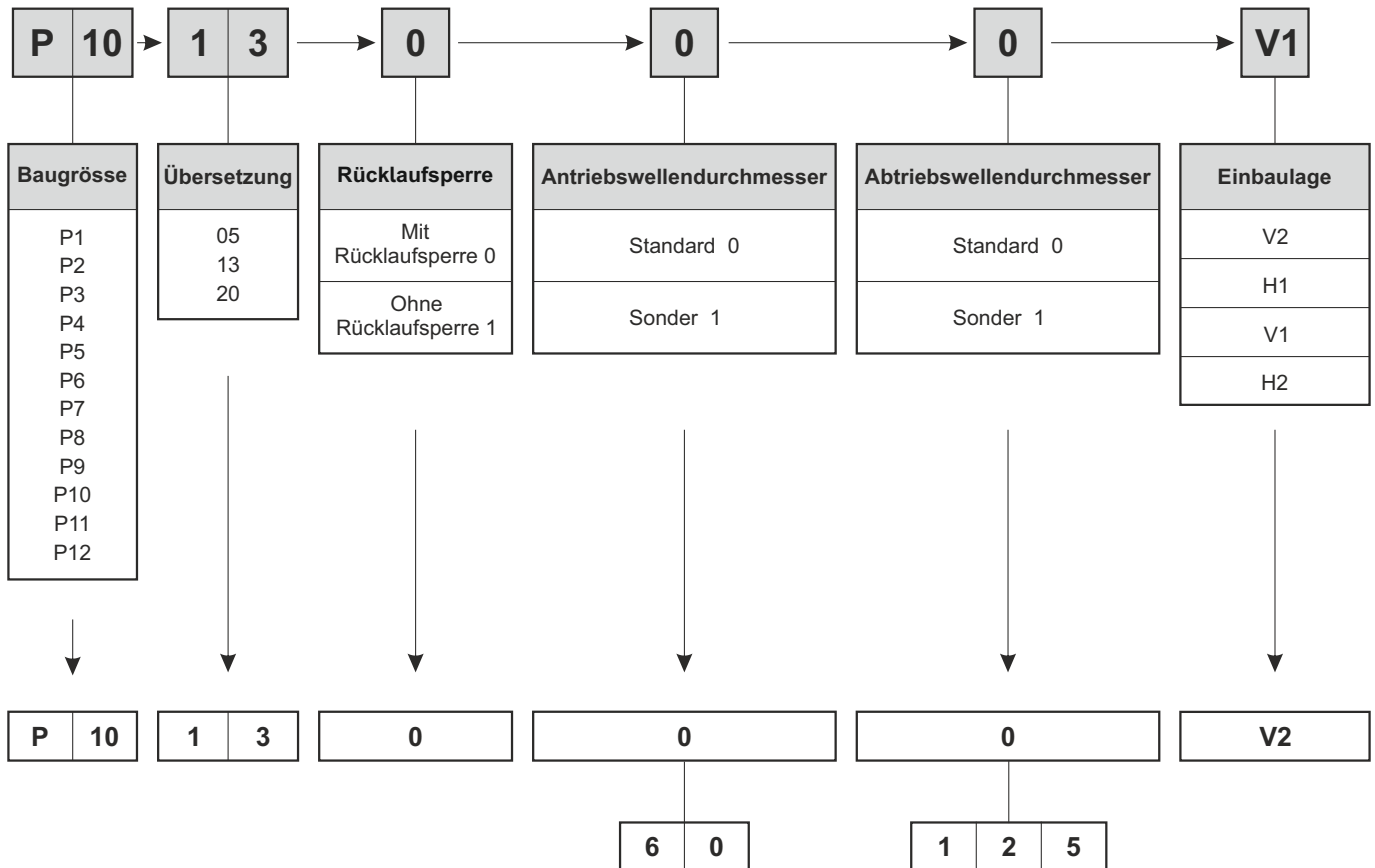 P 10 1 3 0 0 0 V1
Baugrösse
P1
P2
P3
P4
P5
P6
P7
P8
P9
P10
P11
P12
Übersetzung
05
13
20
Rücklaufsperre
Mit
Rücklaufsperre 0
Ohne
Rücklaufsperre 1
Antriebswellendurchmesser
Standard 0
Sonder 1
Abtriebswellendurchmesser
Standard 0
Sonder 1
Einbaulage
V2
H1
V1
H2
P 10 1 3 0 0 0 V2
6 0 1 2 5